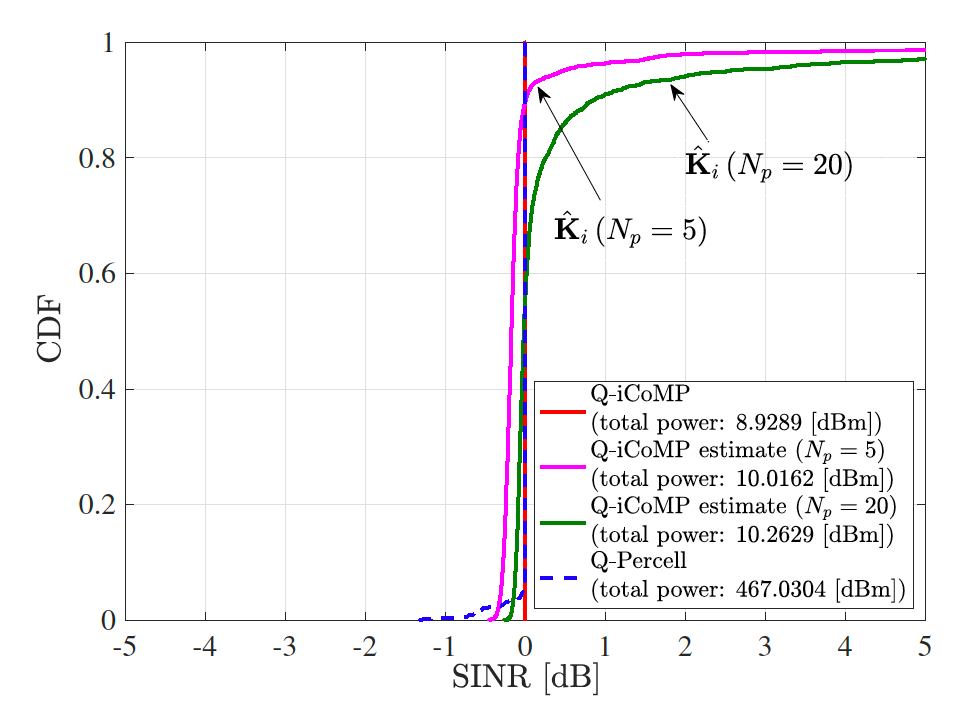 1
0.8
0.6
0.4
0.2
0
CDF
K̂ᵢ (Nₚ = 20)
K̂ᵢ (Nₚ = 5)
Q-iCoMP
(total power: 8.9289 [dBm])
Q-iCoMP estimate (Nₚ = 5)
(total power: 10.0162 [dBm])
Q-iCoMP estimate (Nₚ = 20)
(total power: 10.2629 [dBm])
Q-Percell
(total power: 467.0304 [dBm])
-5 -4 -3 -2 -1 0 1 2 3 4 5
SINR [dB]